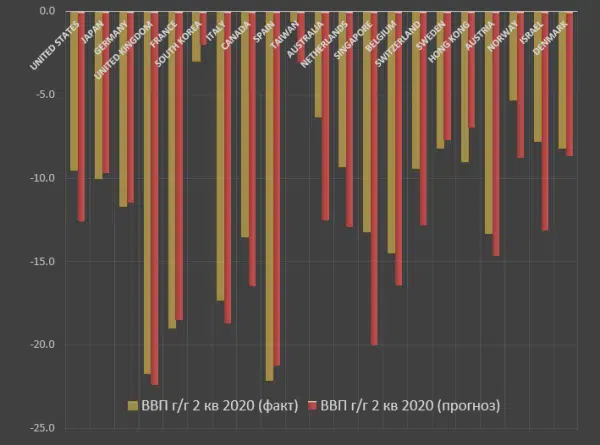 0.0
-5.0
-10.0
-15.0
-20.0
-25.0
UNITED STATES
JAPAN
GERMANY
UNITED KINGDOM
FRANCE
SOUTH KOREA
ITALY
CANADA
SPAIN
TAIWAN
AUSTRALIA
NETHERLANDS
SINGAPORE
BELGIUM
SWITZERLAND
SWEDEN
HONG KONG
AUSTRIA
NORWAY
ISRAEL
DENMARK
ВВП г/г 2 кв 2020 (факт) ВВП г/г 2 кв 2020 (прогноз)